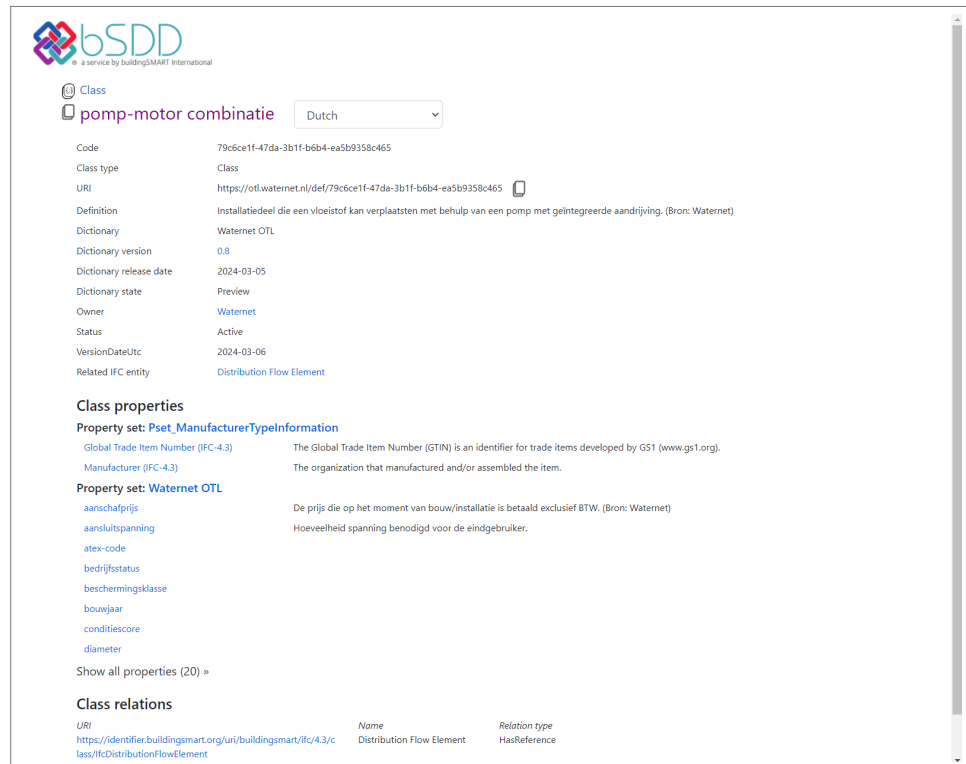 bSDD
® a service by buildingSMART International
Class
pomp-motor combinatie Dutch
Code 79c6ce1f-47da-3b1f-b6b4-ea5b9358c465
Class type Class
URI https://otl.waternet.nl/def/79c6ce1f-47da-3b1f-b6b4-ea5b9358c465
Definition Installatiedeel die een vloeistof kan verplaatsten met behulp van een pomp met geïntegreerde aandrijving. (Bron: Waternet)
Dictionary Waternet OTL
Dictionary version 0.8
Dictionary release date 2024-03-05
Dictionary state Preview
Owner Waternet
Status Active
VersionDateUtc 2024-03-06
Related IFC entity Distribution Flow Element
Class properties
Property set: Pset_ManufacturerTypeInformation
Global Trade Item Number (IFC-4.3) The Global Trade Item Number (GTIN) is an identifier for trade items developed by GS1 (www.gs1.org).
Manufacturer (IFC-4.3) The organization that manufactured and/or assembled the item.
Property set: Waternet OTL
aanschafprijs De prijs die op het moment van bouw/installatie is betaald exclusief BTW. (Bron: Waternet)
aansluitspanning Hoeveelheid spanning benodigd voor de eindgebruiker.
atex-code
bedrijfsstatus
beschermingsklasse
bouwjaar
conditiescore
diameter
Show all properties (20) »
Class relations
URI Name Relation type
https://identifier.buildingsmart.org/uri/buildingsmart/ifc/4.3/c Distribution Flow Element HasReference
lass/IfcDistributionFlowElement